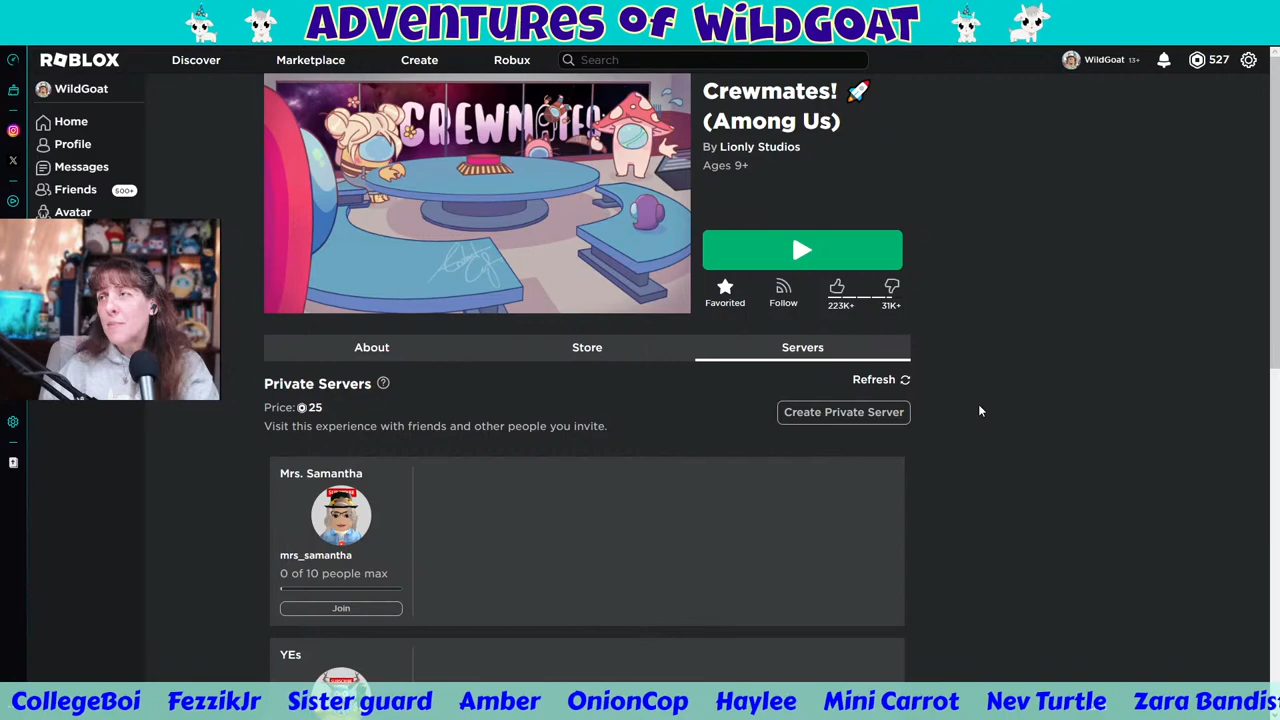 ADVENTURES OF WILDGOAT
ROBLOX Discover Marketplace Create Robux Search WildGoat 13+ 527
WildGoat
Home
Profile
Messages
Friends 500+
Avatar
CREWMATES
Crewmates! 🚀
(Among Us)
By Lionly Studios
Ages 9+
Favorited Follow 223K+ 31K+
About Store Servers
Private Servers Refresh
Price: 25
Create Private Server
Visit this experience with friends and other people you invite.
Mrs. Samantha
mrs_samantha
0 of 10 people max
Join
YEs
CollegeBoi FezzikJr Sister guard Amber OnionCop Haylee Mini Carrot Nev Turtle Zara Bandis